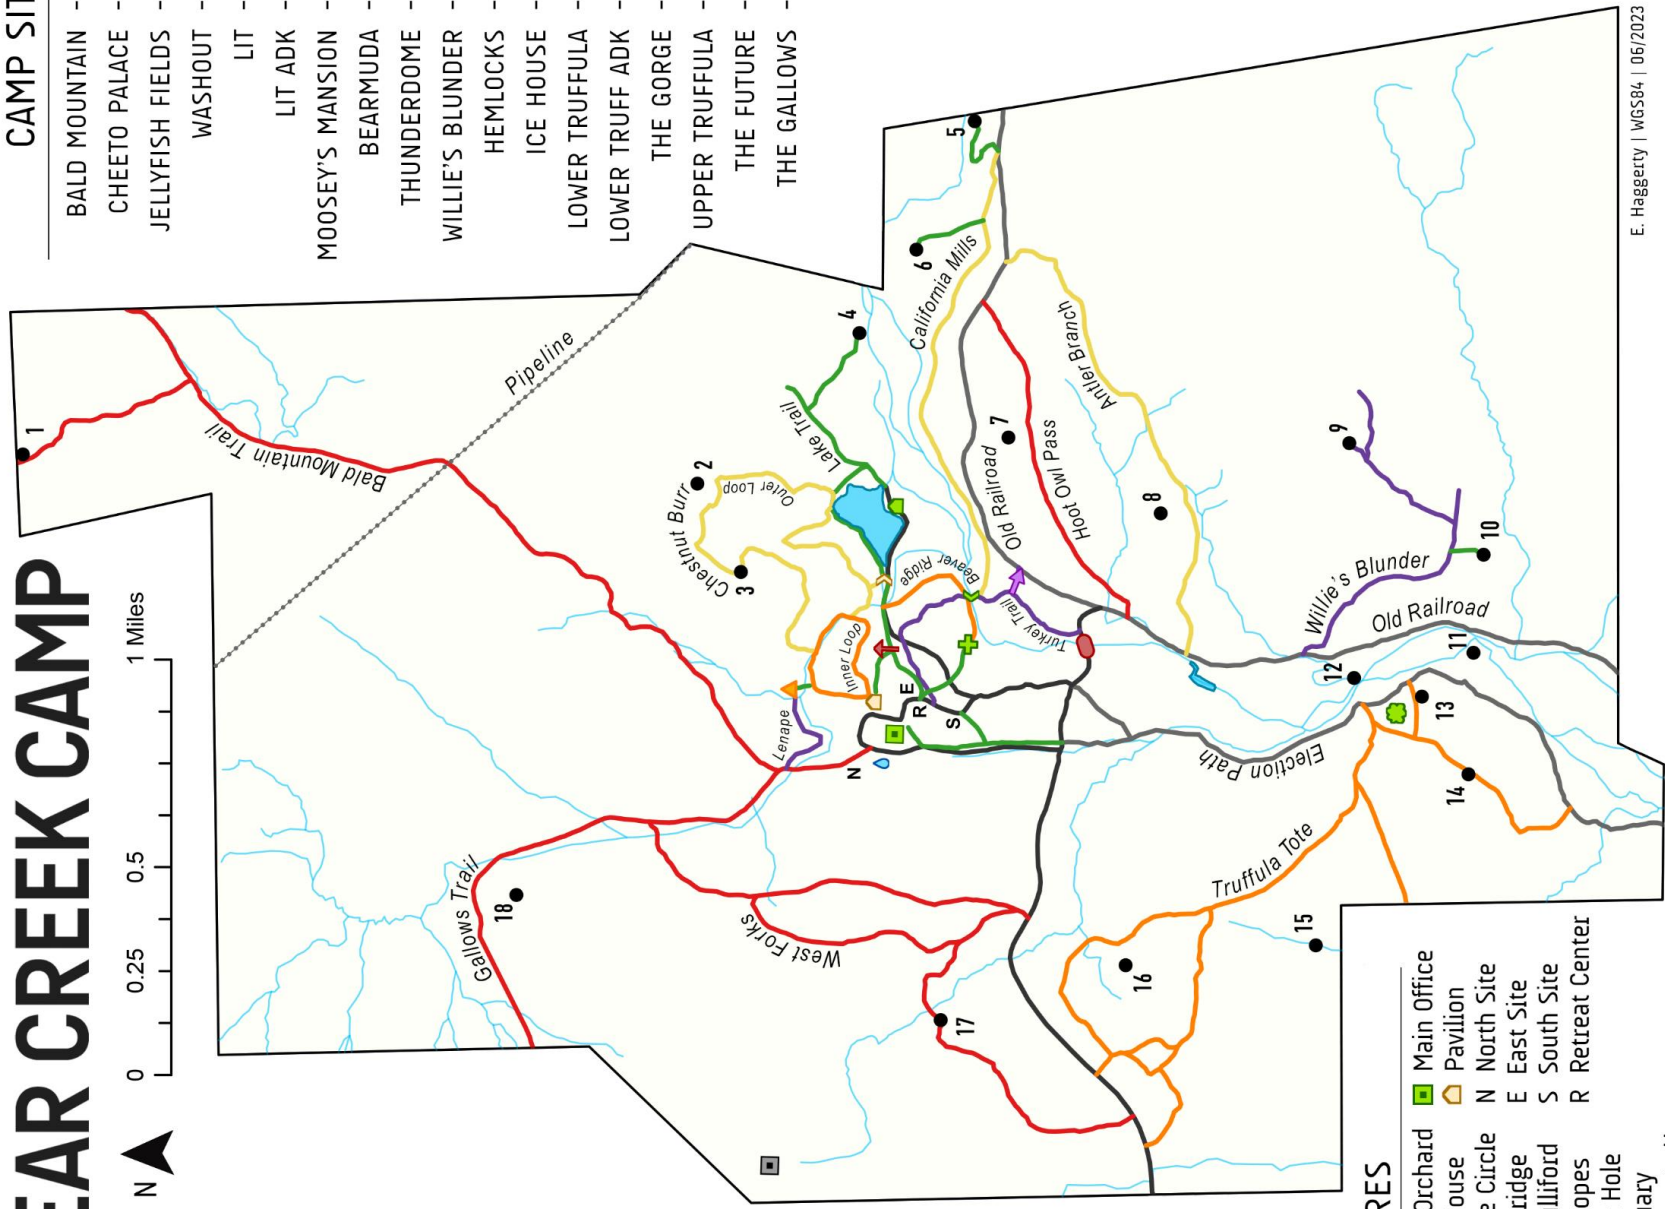 EAR CREEK CAMP
N
0 0.25 0.5 1 Miles
CAMP SIT
BALD MOUNTAIN -
CHEETO PALACE -
JELLYFISH FIELDS -
WASHOUT -
LIT -
LIT ADK -
MOOSEY'S MANSION -
BEARMUDA -
THUNDERDOME -
WILLIE'S BLUNDER -
HEMLOCKS -
ICE HOUSE -
LOWER TRUFFULA -
LOWER TRUFF ADK -
THE GORGE -
UPPER TRUFFULA -
THE FUTURE -
THE GALLOWS -
1
Bald Mountain Trail
Pipeline
Gallows Trail
18
Chestnut Burr
2
3
Outer Loop
Lake Trail
4
Inner Loop
Lenape
N
E
R
S
Beaver Ridge
Turkey Trail
California Mills
5
6
Old Railroad
7
Hoot Owl Pass
Antler Branch
8
West Forks
17
16
Truffula Tote
15
Election Path
12
11
13
14
Old Railroad
Willie's Blunder
9
10
RES
Orchard
ouse
e Circle
ridge
lliford
opes
Hole
uary
Main Office
Pavilion
N North Site
E East Site
S South Site
R Retreat Center
E. Haggerty | WGS84 | 06/2023